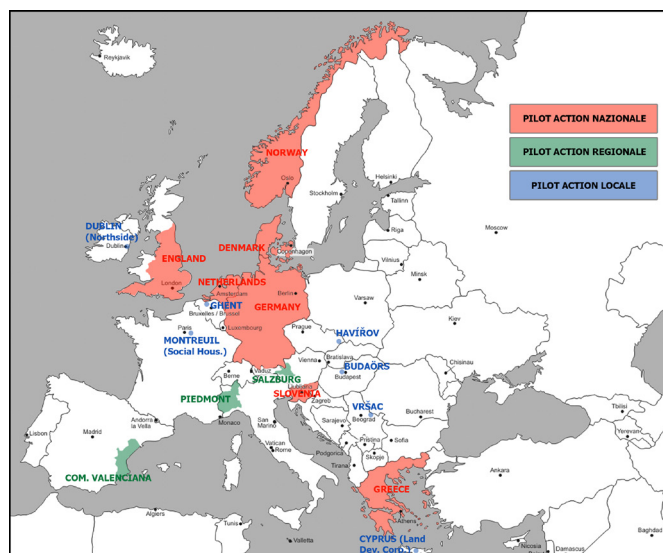 Reykjavik
PILOT ACTION NAZIONALE
PILOT ACTION REGIONALE
PILOT ACTION LOCALE
NORWAY
Oslo
Stockholm
Helsinki
Tallinn
Riga
Moscow
Vilnius
Minsk
DUBLIN
(Northside)
Dublin
ENGLAND
London
DENMARK
Copenhagen
NETHERLANDS
Amsterdam
GERMANY
Berlin
Warsaw
Kiev
GHENT
Bruxelles / Brussel
Luxembourg
Paris
MONTREUIL
(Social Hous.)
Prague
HAVÍŘOV
Vienna
Bratislava
BUDAÖRS
Budapest
Chisinau
Berne
Vaduz
SALZBURG
SLOVENIA
Ljubljana
Zagreb
PIEDMONT
Monaco
San
Marino
VRŠAC
Beograd
Bucharest
Sarajevo
Pristina
Sofia
Podgorica
Skopje
Tirana
Vatican
Rome
Andorra
la Vella
Madrid
Lisbon
COM. VALENCIANA
Tbilisi
Yerevan
Ankara
GREECE
Athens
Algiers
Tunis
Valletta
CYPRUS (Land
Dev. Corp.)
Nicosia
Damascus
Baghdad